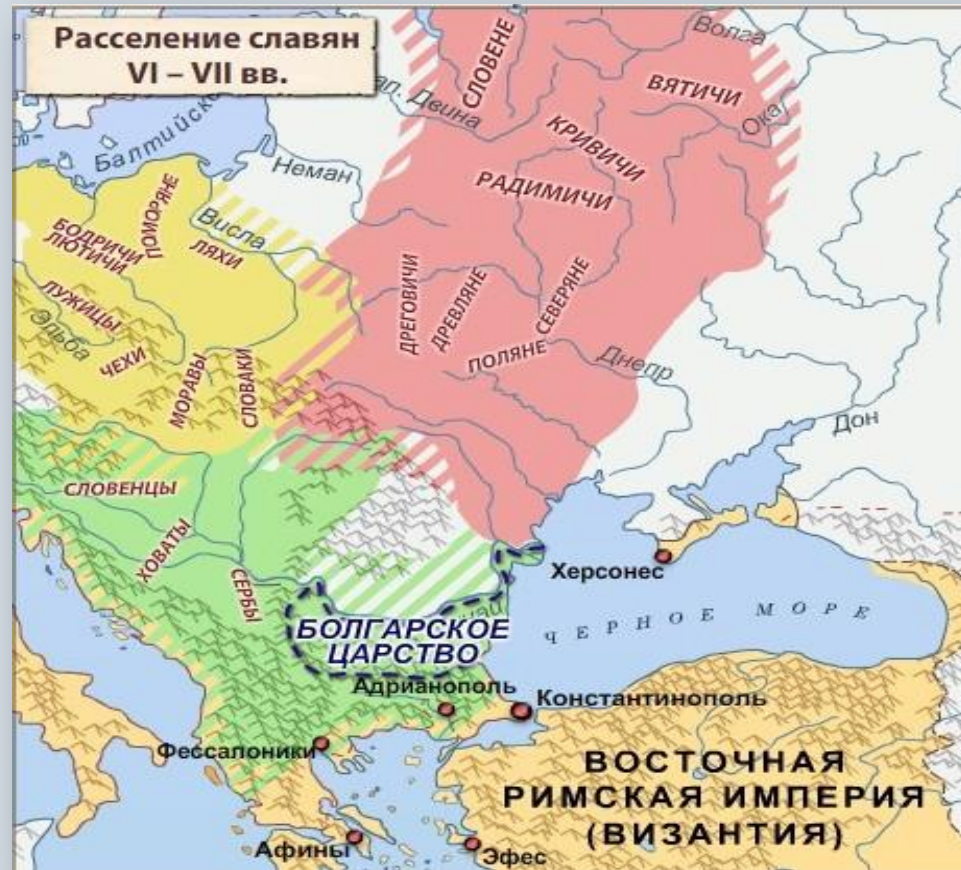 Расселение славян
VI – VII вв.
Волга
СЛОВЕНЕ
ВЯТИЧИ
ап. Двина
Ока
КРИВИЧИ
Балтийско
Неман
РАДИМИЧИ
ПОМОРЯНЕ
БОДРИЧИ
ЛЮТИЧИ
Висла
ЛЯХИ
ЛУЖИЦЫ
Эльба
ЧЕХИ
МОРАВЫ
СЛОВАКИ
ДРЕГОВИЧИ
ДРЕВЛЯНЕ
СЕВЕРЯНЕ
ПОЛЯНЕ
Днепр
Дон
СЛОВЕНЦЫ
ХОВАТЫ
СЕРБЫ
Херсонес
ЧЕРНОЕ МОРЕ
БОЛГАРСКОЕ
ЦАРСТВО
Адрианополь
Константинополь
Фессалоники
ВОСТОЧНАЯ
РИМСКАЯ ИМПЕРИЯ
(ВИЗАНТИЯ)
Афины
Эфес